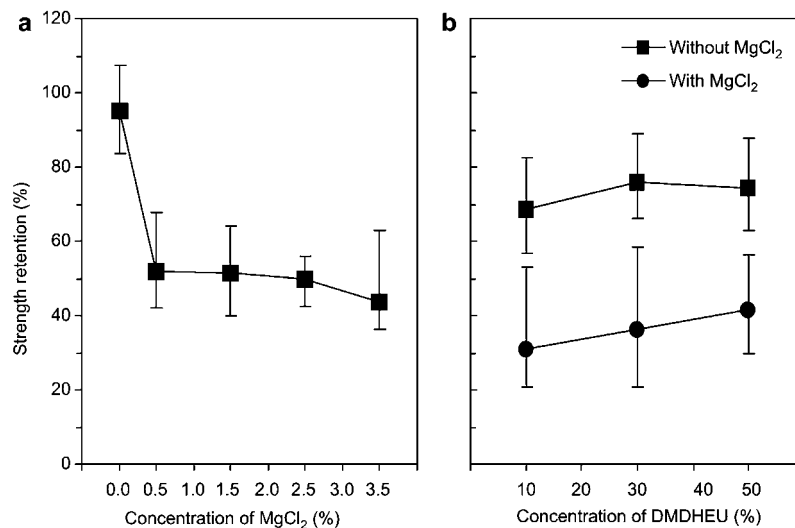 a
b
120
100
80
60
40
20
0
Strength retention (%)
0.0 0.5 1.0 1.5 2.0 2.5 3.0 3.5
Concentration of MgCl₂ (%)
Without MgCl₂
With MgCl₂
10 20 30 40 50
Concentration of DMDHEU (%)